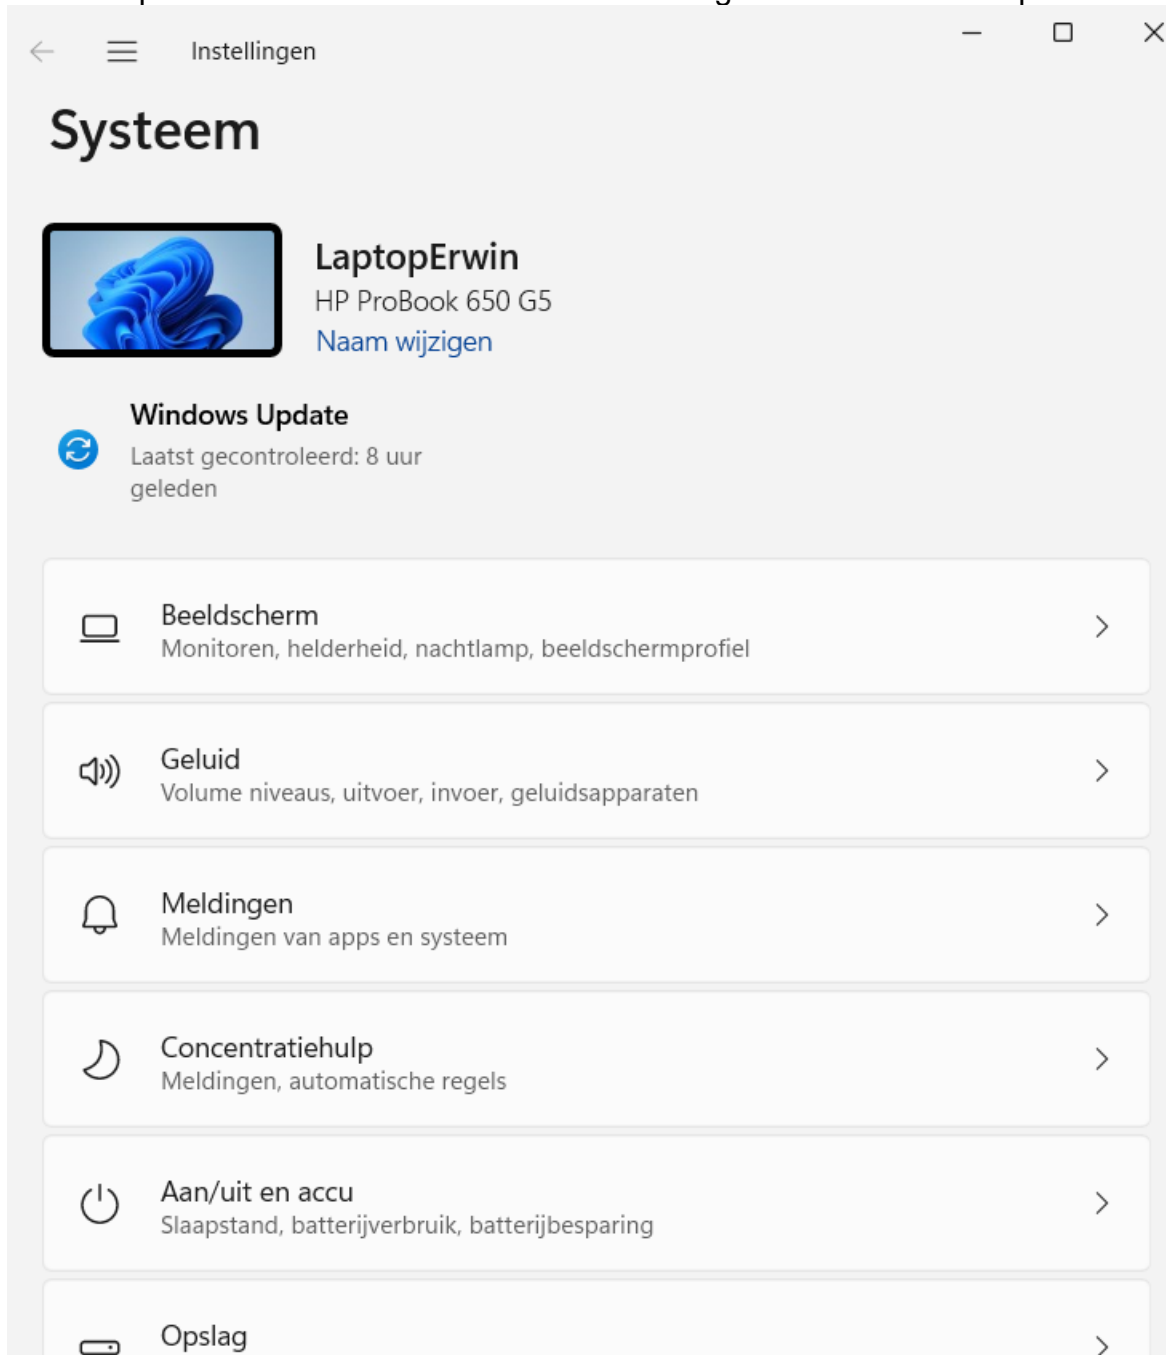 Instellingen
Systeem
LaptopErwin
HP ProBook 650 G5
Naam wijzigen
Windows Update
Laatst gecontroleerd: 8 uur
geleden
Beeldscherm
Monitoren, helderheid, nachtlamp, beeldschermprofiel
Geluid
Volume niveaus, uitvoer, invoer, geluidsapparaten
Meldingen
Meldingen van apps en systeem
Concentratiehulp
Meldingen, automatische regels
Aan/uit en accu
Slaapstand, batterijverbruik, batterijbesparing
Opslag